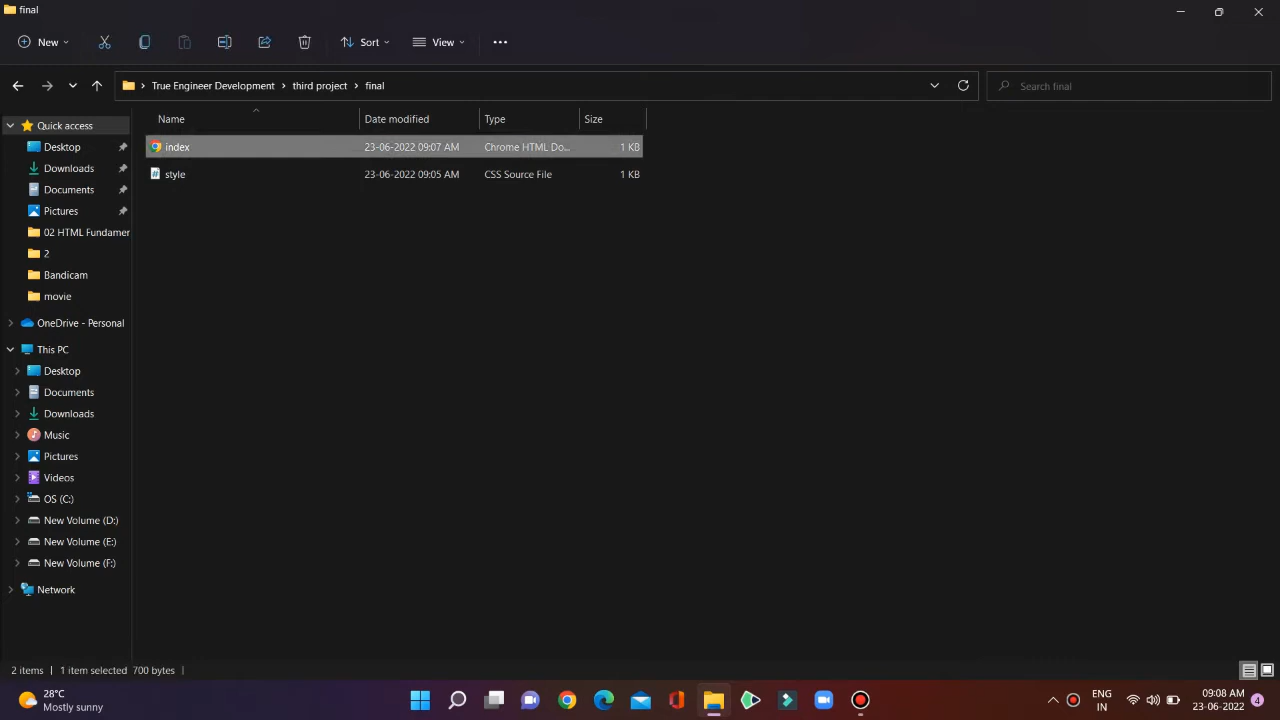 final
New
Sort
View
True Engineer Development
third project
final
Search final
Name
Date modified
Type
Size
index
23-06-2022 09:07 AM
Chrome HTML Do...
1 KB
style
23-06-2022 09:05 AM
CSS Source File
1 KB
Quick access
Desktop
Downloads
Documents
Pictures
02 HTML Fundamer
2
Bandicam
movie
OneDrive - Personal
This PC
Desktop
Documents
Downloads
Music
Pictures
Videos
OS (C:)
New Volume (D:)
New Volume (E:)
New Volume (F:)
Network
2 items
1 item selected 700 bytes
28°C
Mostly sunny
ENG
IN
09:08 AM
23-06-2022
4